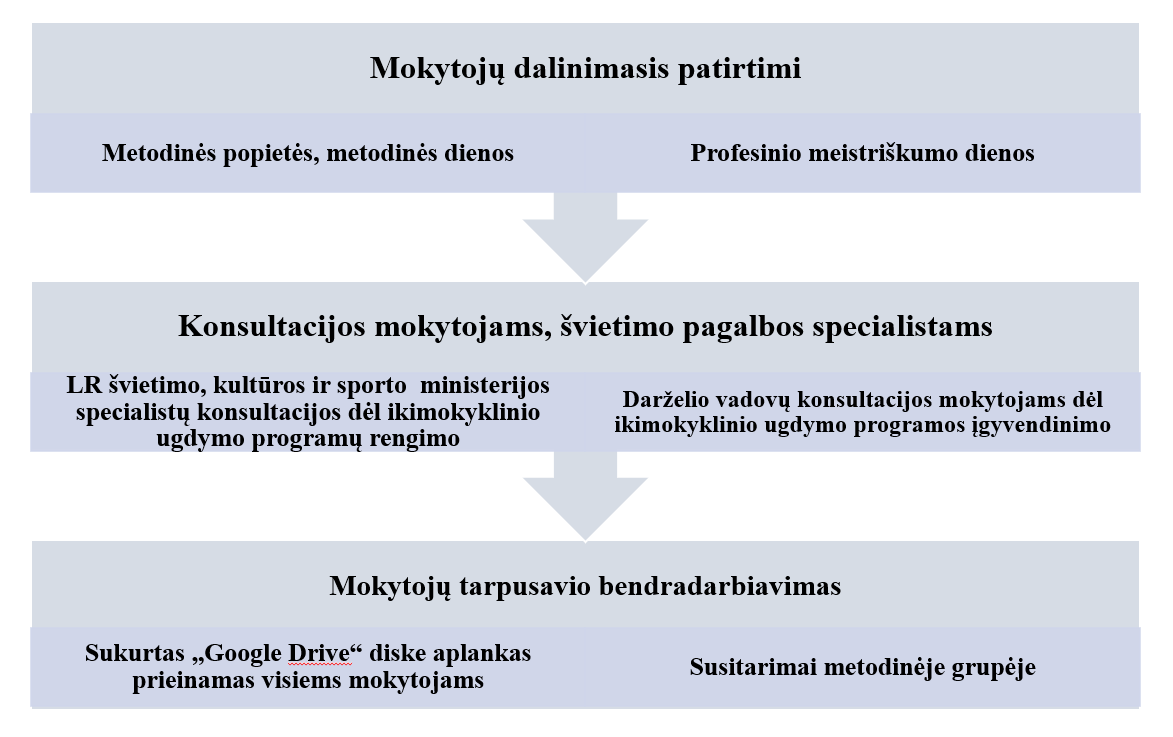 Mokytojų dalinimasis patirtimi
Metodinės popietės, metodinės dienos
Profesinio meistriškumo dienos
Konsultacijos mokytojams, švietimo pagalbos specialistams
LR švietimo, kultūros ir sporto  ministerijos
specialistų konsultacijos dėl ikimokyklinio
ugdymo programų rengimo
Darželio vadovų konsultacijos mokytojams dėl
ikimokyklinio ugdymo programos įgyvendinimo
Mokytojų tarpusavio bendradarbiavimas
Sukurtas „Google Drive“ diske aplankas
prieinamas visiems mokytojams
Susitarimai metodinėje grupėje